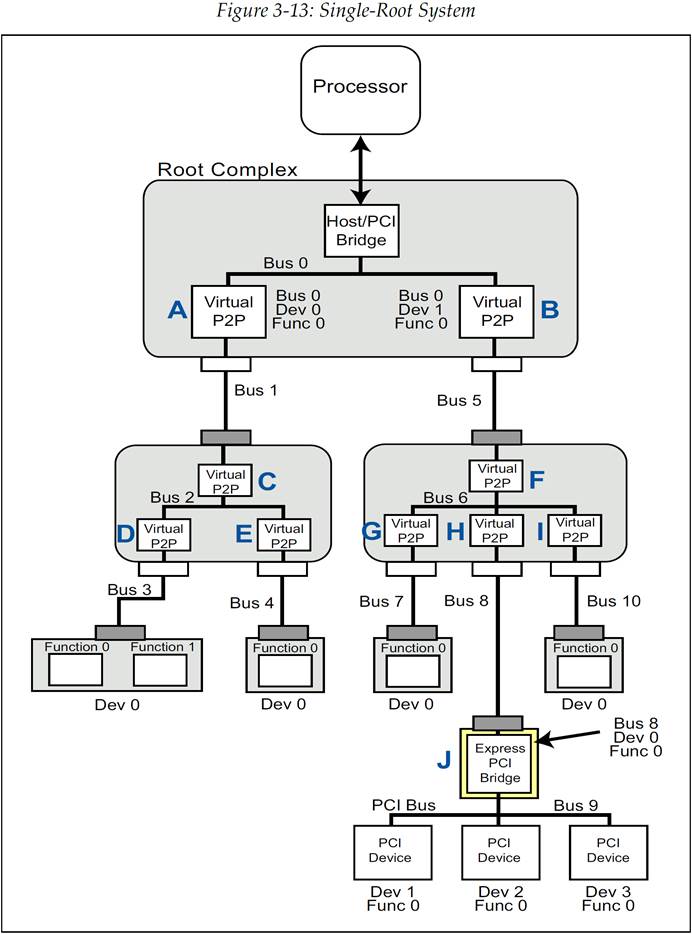 Figure 3-13: Single-Root System
Processor
Root Complex
Host/PCI
Bridge
Bus 0
A
Virtual
P2P
Bus 0
Dev 0
Func 0
Bus 0
Dev 1
Func 0
Virtual
P2P
B
Bus 1
Bus 5
Virtual
P2P
C
Bus 2
D
Virtual
P2P
E
Virtual
P2P
Virtual
P2P
F
Bus 6
G
Virtual
P2P
H
Virtual
P2P
I
Virtual
P2P
Bus 3
Bus 4
Bus 7
Bus 8
Bus 10
Function 0
Function 1
Dev 0
Function 0
Dev 0
Function 0
Dev 0
Function 0
Dev 0
J
Express
PCI
Bridge
Bus 8
Dev 0
Func 0
PCI Bus
Bus 9
PCI
Device
Dev 1
Func 0
PCI
Device
Dev 2
Func 0
PCI
Device
Dev 3
Func 0